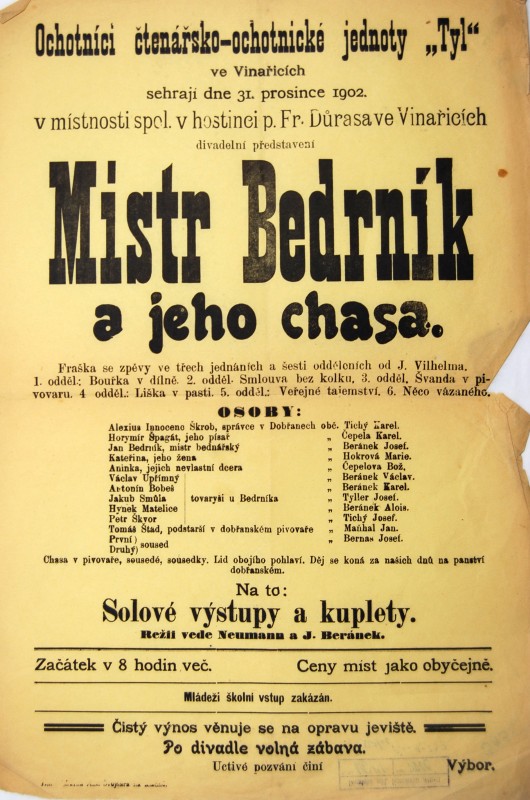 Ochotníci čtenářsko-ochotnické jednoty „Tyl"
ve Vinařicích
sehrají dne 31. prosince 1902.
v místnosti spol. v hostinci p. Fr. Důrasa ve Vinařicích
divadelní představení
Mistr Bedrník
a jeho chasa.
Fraška se zpěvy ve třech jednáních a šesti odděleních od J. Vilhelma.
1. odděl.: Bouřka v dílně. 2. odděl. Smlouva bez kolku, 3. odděl. Švanda v pi-
vovaru. 4 odděl.: Liška v pasti. 5. odděl.: Veřejné tajemství. 6. Něco vázaného.
OSOBY:
Alexius Innocenc Škrob, správce v Dobřanech obč. Tichý Karel.
Horymír Špagát, jeho písař „ Čepela Karel.
Jan Bedrník, mistr bednářský „ Beránek Josef.
Kateřina, jeho žena „ Hokrová Marie.
Aninka, jejich nevlastní dcera „ Čepelova Bož,
Václav Upřímný „ Beránek Václav.
Antonín Bobeš „ Beránek Karel.
Jakub Smůla tovaryši u Bedrníka „ Tyller Josef.
Hynek Matelice „ Beránek Alois.
Petr Škvor „ Tichý Josef.
Tomáš Stad, podstarší v dobřanském pivovaře „ Maňhal Jan.
První) „ Bernas Josef.
Druhý) soused
Chasa v pivovaře, sousedé, sousedky. Lid obojího pohlaví. Děj se koná za našich dnů na panství
dobřanském.
Na to:
Solové výstupy a kuplety.
Režii vede Neumann a J. Beránek.
Začátek v 8 hodin več. Ceny míst jako obyčejně.
Mládeži školní vstup zakázán.
Čistý výnos věnuje se na opravu jeviště.
Po divadle volná zábava.
Uctivé pozvání činí Výbor.